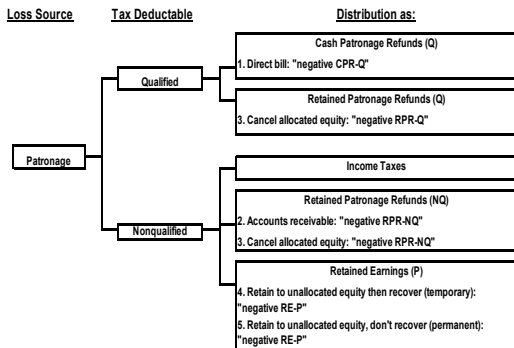 Loss Source Tax Deductable Distribution as:
Cash Patronage Refunds (Q)
1. Direct bill: "negative CPR-Q"
Qualified
Retained Patronage Refunds (Q)
3. Cancel allocated equity: "negative RPR-Q"
Patronage
Income Taxes
Retained Patronage Refunds (NQ)
2. Accounts receivable: "negative RPR-NQ"
Nonqualified
3. Cancel allocated equity: "negative RPR-NQ"
Retained Earnings (P)
4. Retain to unallocated equity then recover (temporary):
"negative RE-P"
5. Retain to unallocated equity, don't recover (permanent):
"negative RE-P"